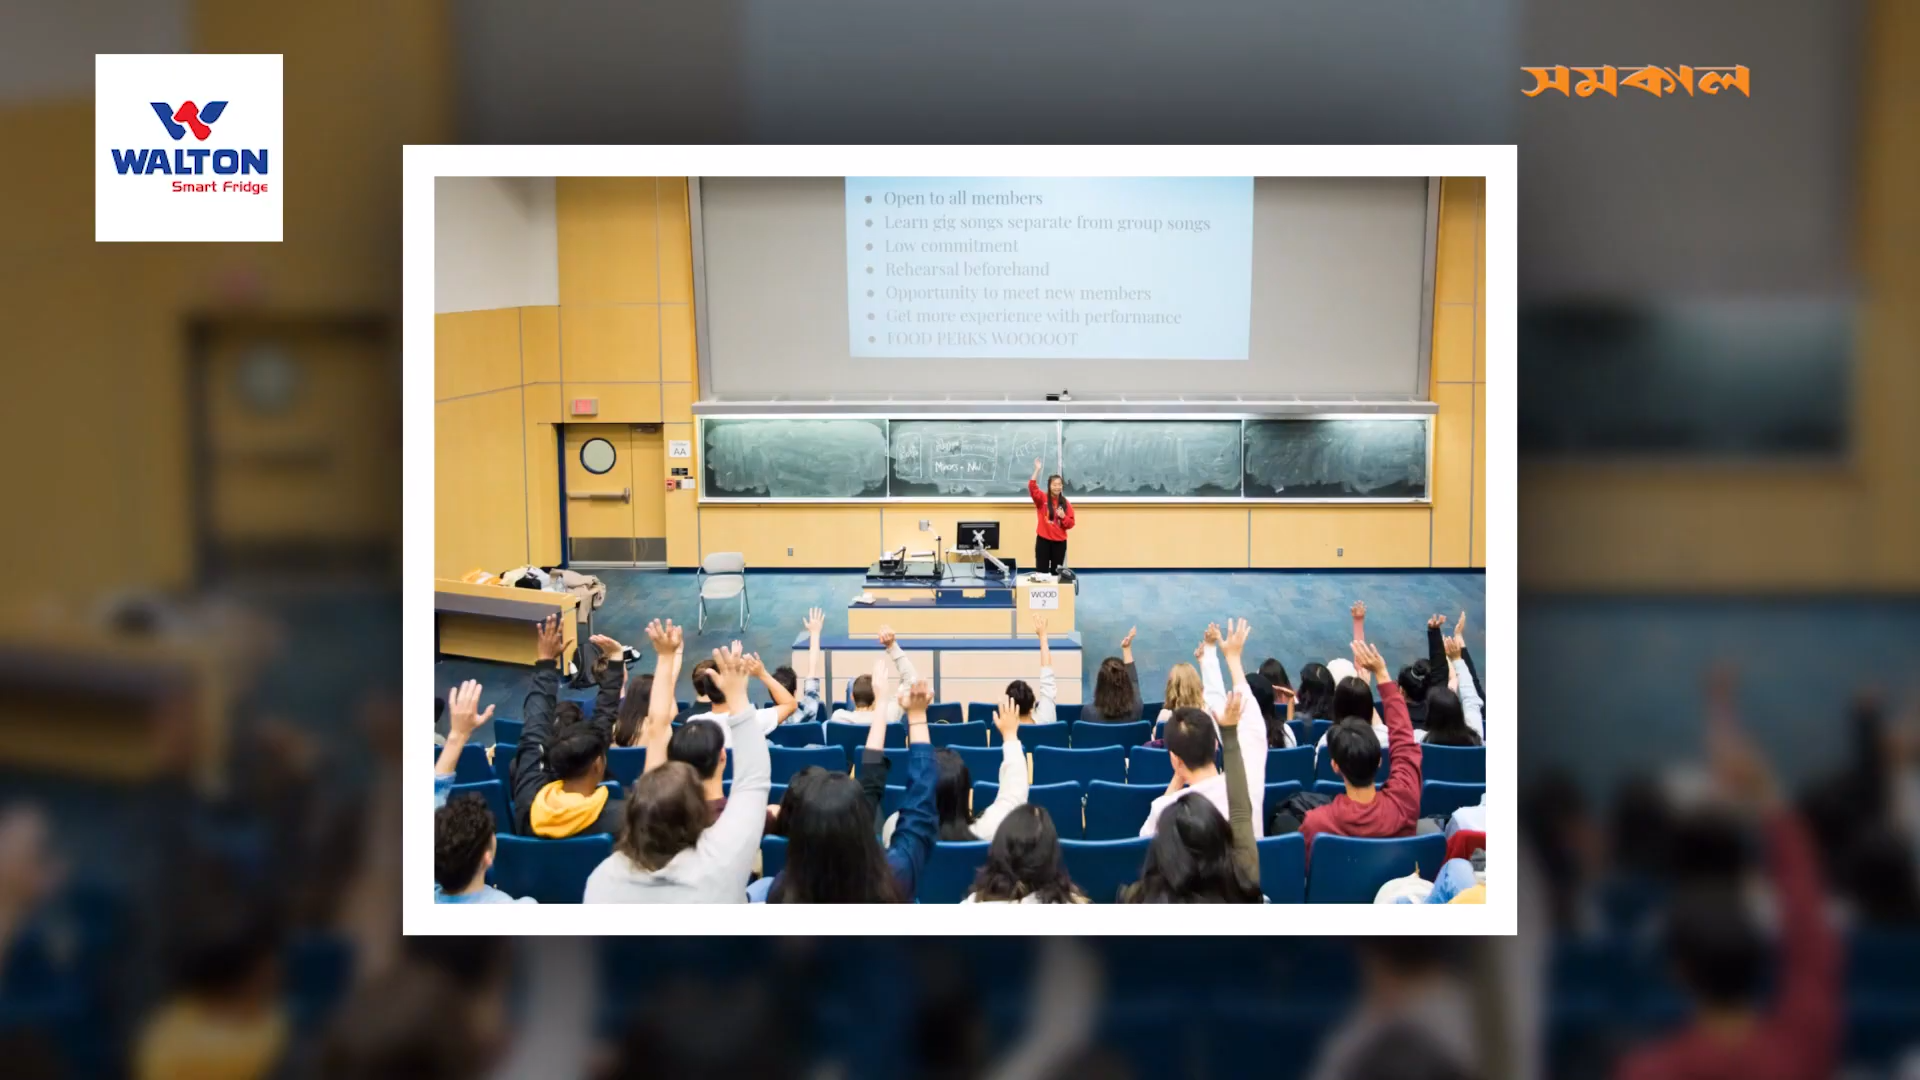 WALTON
Smart Fridge
সমকাল
● Open to all members
● Learn gig songs separate from group songs
● Low commitment
● Rehearsal beforehand
● Opportunity to meet new members
● Get more experience with performance
● FOOD PERKS WOOOOOT
AA
WOOD
2